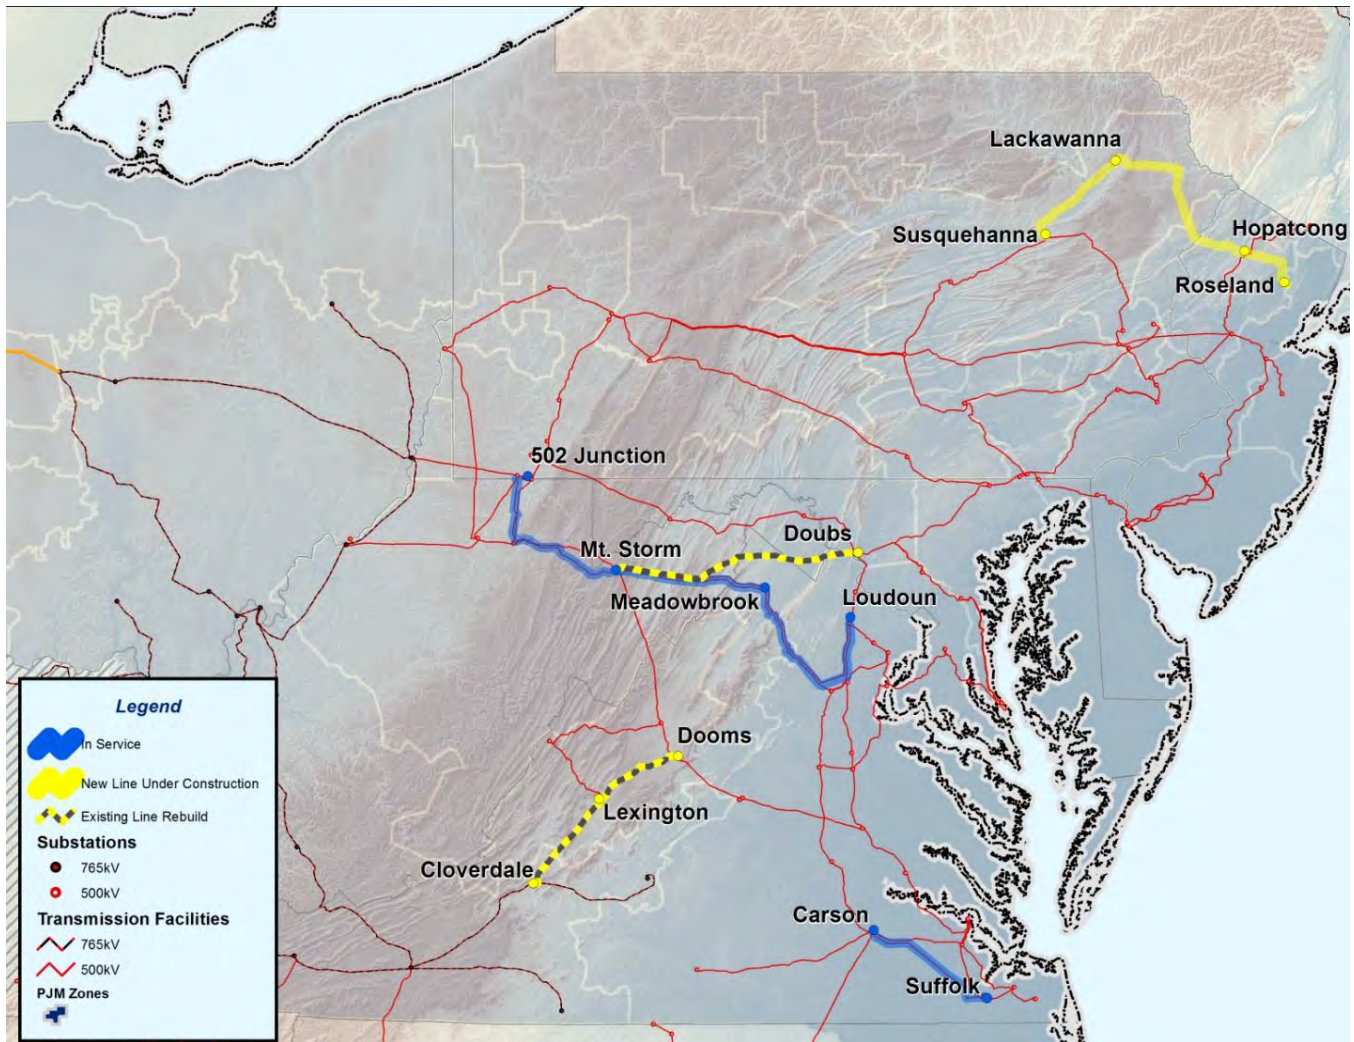 Lackawanna
Susquehanna
Hopatcong
Roseland
502 Junction
Mt. Storm
Doubs
Meadowbrook
Loudoun
Dooms
Lexington
Cloverdale
Carson
Suffolk
Legend
In Service
New Line Under Construction
Existing Line Rebuild
Substations
765kV
500kV
Transmission Facilities
765kV
500kV
PJM Zones